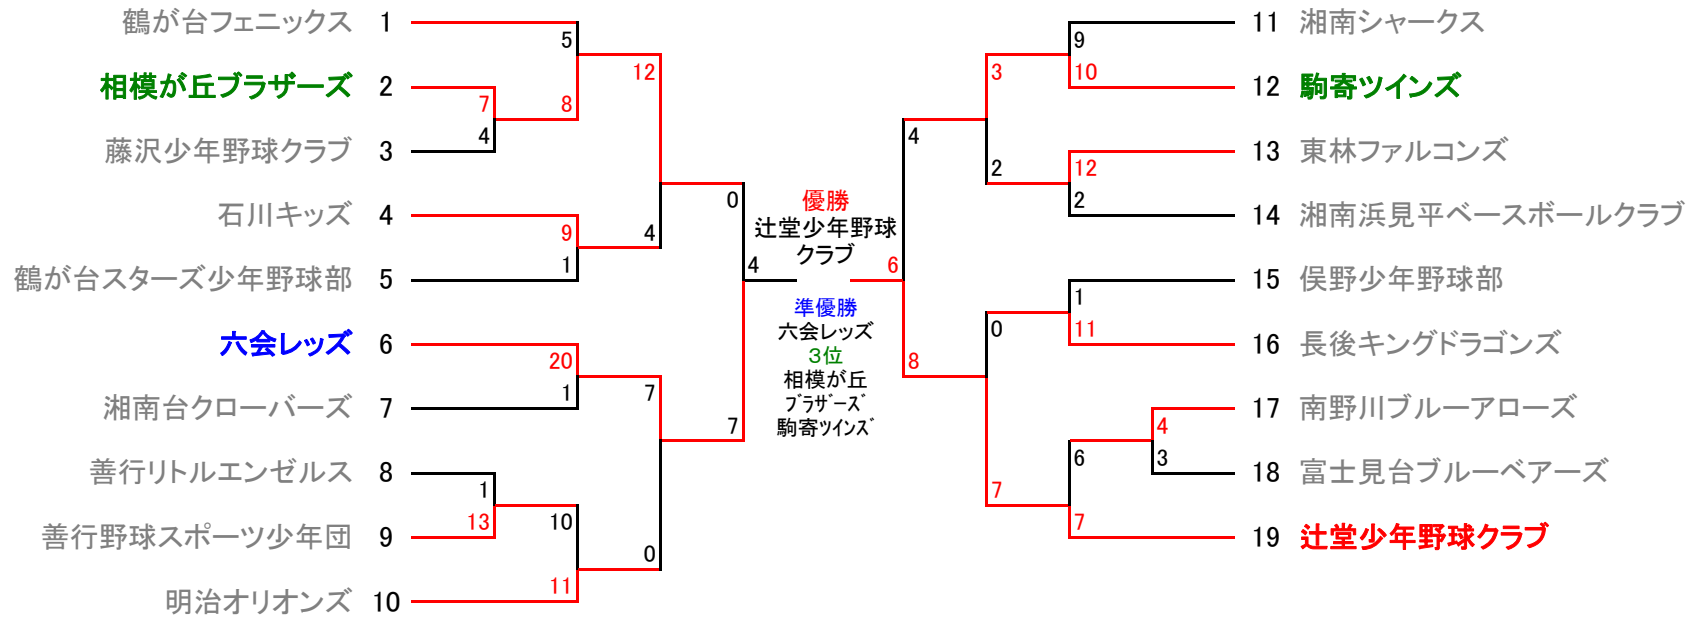 鶴が台フェニックス 1
5
相模が丘ブラザーズ 2
12
7
8
4
藤沢少年野球クラブ 3
石川キッズ 4
9
0
4
鶴が台スターズ少年野球部 5
1
六会レッズ 6
20
1
7
湘南台クローバーズ 7
7
善行リトルエンゼルス 8
1
13
10
善行野球スポーツ少年団 9
0
11
明治オリオンズ 10
4
優勝
辻堂少年野球
クラブ
6
準優勝
六会レッズ
3位
相模が丘
ブラザーズ
駒寄ツインズ
11 湘南シャークス
9
3
10
12 駒寄ツインズ
4
13 東林ファルコンズ
2
12
2
14 湘南浜見平ベースボールクラブ
15 俣野少年野球部
1
0
11
16 長後キングドラゴンズ
8
17 南野川ブルーアローズ
4
6
3
18 富士見台ブルーベアーズ
7
7
19 辻堂少年野球クラブ